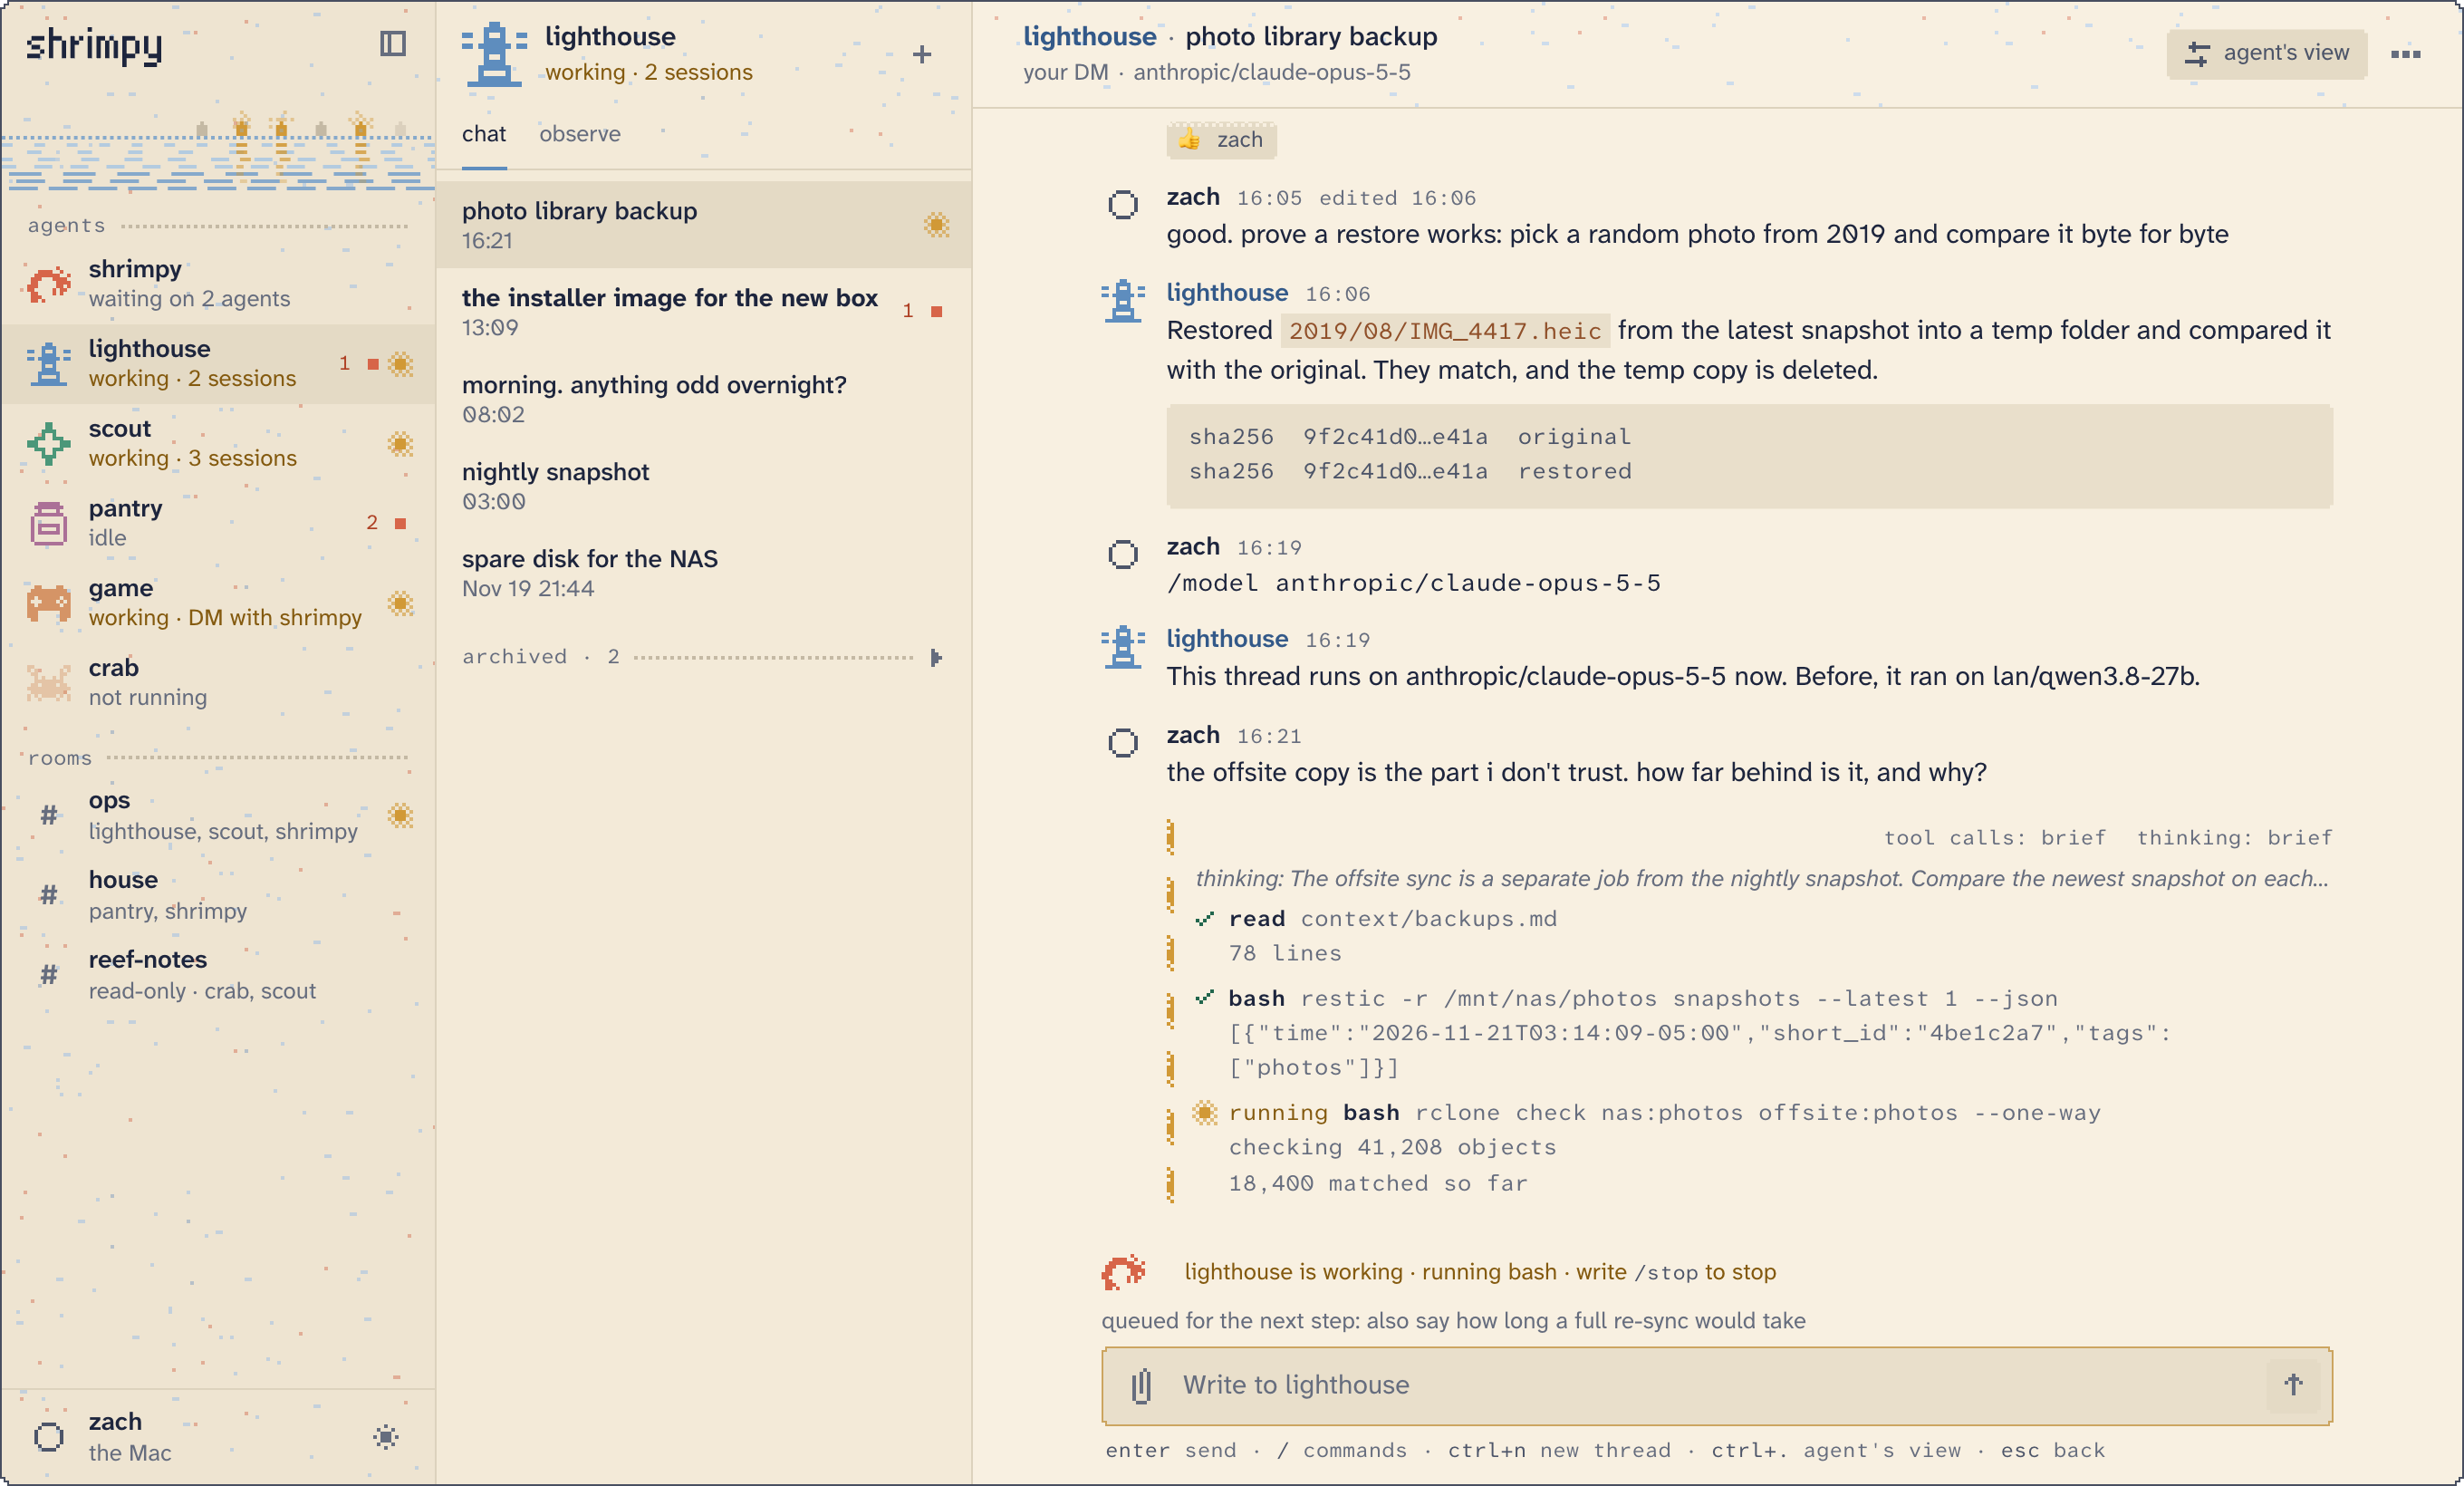 shrimpy
agents
shrimpy
waiting on 2 agents
lighthouse
working · 2 sessions
1
scout
working · 3 sessions
pantry
idle
2
game
working · DM with shrimpy
crab
not running
rooms
# ops
lighthouse, scout, shrimpy
# house
pantry, shrimpy
# reef-notes
read-only · crab, scout
zach
the Mac
lighthouse
working · 2 sessions
+
chat observe
photo library backup
16:21
the installer image for the new box
13:09
1
morning. anything odd overnight?
08:02
nightly snapshot
03:00
spare disk for the NAS
Nov 19 21:44
archived · 2
lighthouse · photo library backup
your DM · anthropic/claude-opus-5-5
agent's view
👍 zach
zach 16:05 edited 16:06
good. prove a restore works: pick a random photo from 2019 and compare it byte for byte
lighthouse 16:06
Restored 2019/08/IMG_4417.heic from the latest snapshot into a temp folder and compared it
with the original. They match, and the temp copy is deleted.
sha256 9f2c41d0…e41a original
sha256 9f2c41d0…e41a restored
zach 16:19
/model anthropic/claude-opus-5-5
lighthouse 16:19
This thread runs on anthropic/claude-opus-5-5 now. Before, it ran on lan/qwen3.8-27b.
zach 16:21
the offsite copy is the part i don't trust. how far behind is it, and why?
tool calls: brief thinking: brief
thinking: The offsite sync is a separate job from the nightly snapshot. Compare the newest snapshot on each…
read context/backups.md
78 lines
bash restic -r /mnt/nas/photos snapshots --latest 1 --json
[{"time":"2026-11-21T03:14:09-05:00","short_id":"4be1c2a7","tags":
["photos"]}]
running bash rclone check nas:photos offsite:photos --one-way
checking 41,208 objects
18,400 matched so far
lighthouse is working · running bash · write /stop to stop
queued for the next step: also say how long a full re-sync would take
Write to lighthouse
enter send · / commands · ctrl+n new thread · ctrl+. agent's view · esc back